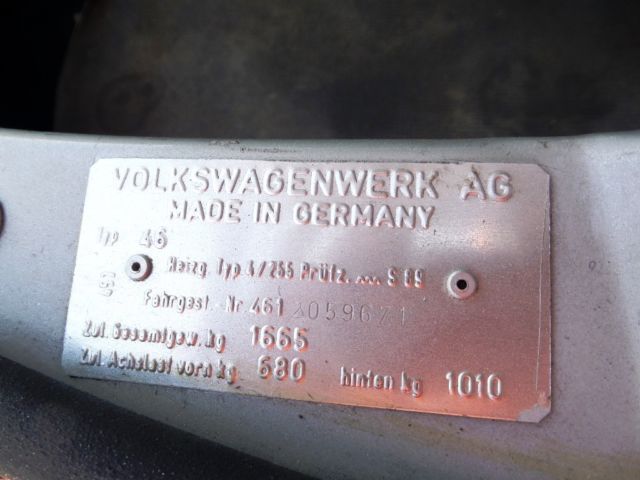 VOLKSWAGENWERK AG
MADE IN GERMANY
Typ 46
Heizg. Typ 4/255 Prüfz. .... S 89
Fahrgest.-Nr 461 2059671
Zul. Gesamtgew. kg 1665
Zul Achslast vorn kg 680 hinten kg 1010